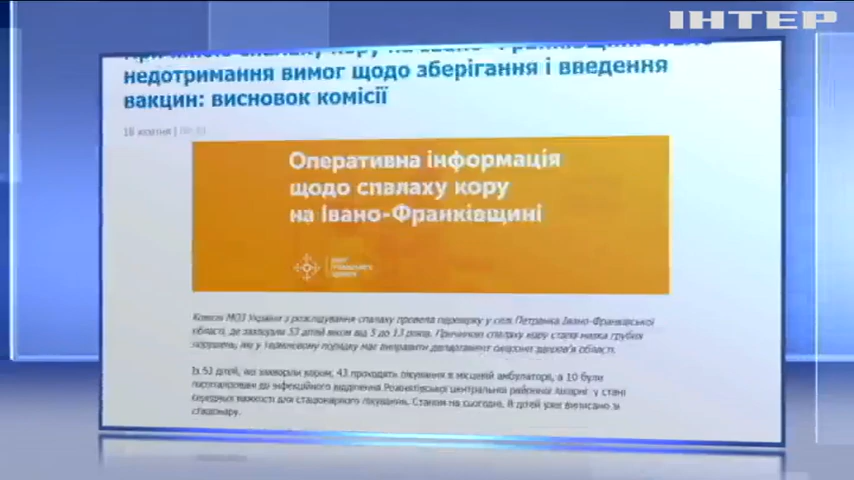 ІНТЕР
недотримання вимог щодо зберігання і введення
вакцин: висновок комісії
18 жовтня |
Оперативна інформація
щодо спалаху кору
на Івано-Франківщині
Комісія МОЗ України з розслідування спалаху провела перевірку у селі Петранка Івано-Франківської
області, де захворіли 53 дітей віком від 5 до 13 років. Причиною спалаху кору стала низка грубих
порушень, які у терміновому порядку має виправити департамент охорони здоров'я області.
Із 53 дітей, які захворіли кором, 43 проходять лікування в місцевій амбулаторії, а 10 були
госпіталізовані до інфекційного відділення Рожнятівської центральної районної лікарні у стані
середньої важкості для стаціонарного лікування. Станом на сьогодні, 8 дітей уже виписано зі
стаціонару.